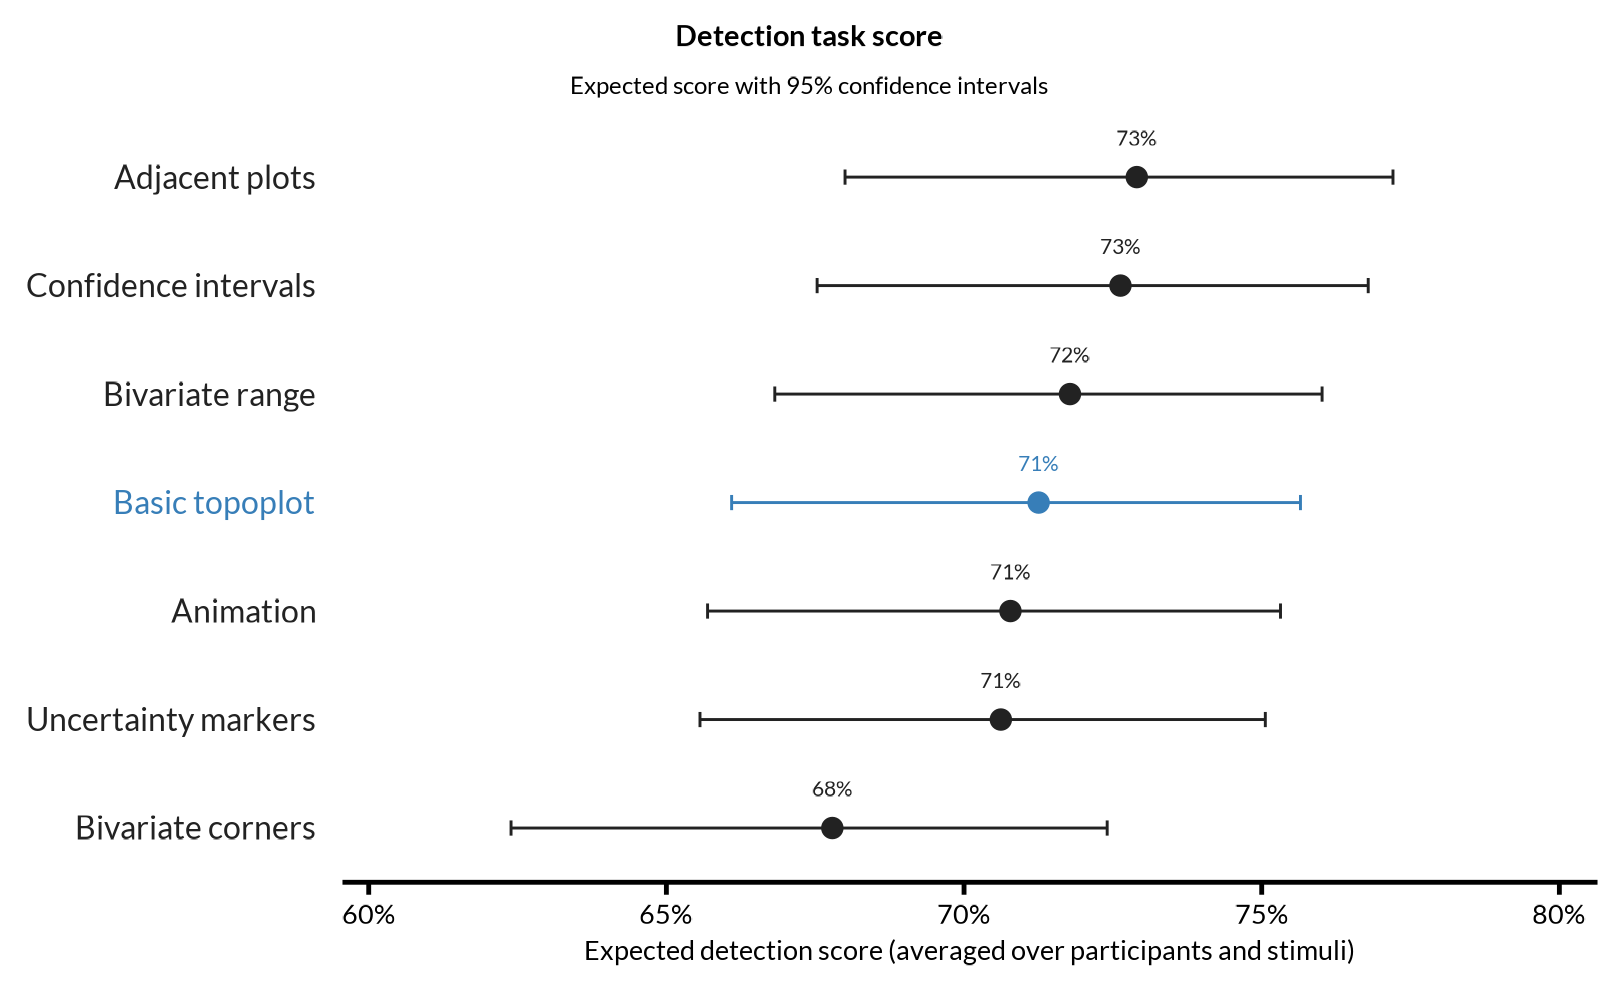 Detection task score
Expected score with 95% confidence intervals
73%
Adjacent plots
73%
Confidence intervals
72%
Bivariate range
71%
Basic topoplot
71%
Animation
71%
Uncertainty markers
68%
Bivariate corners
60% 65% 70% 75% 80%
Expected detection score (averaged over participants and stimuli)